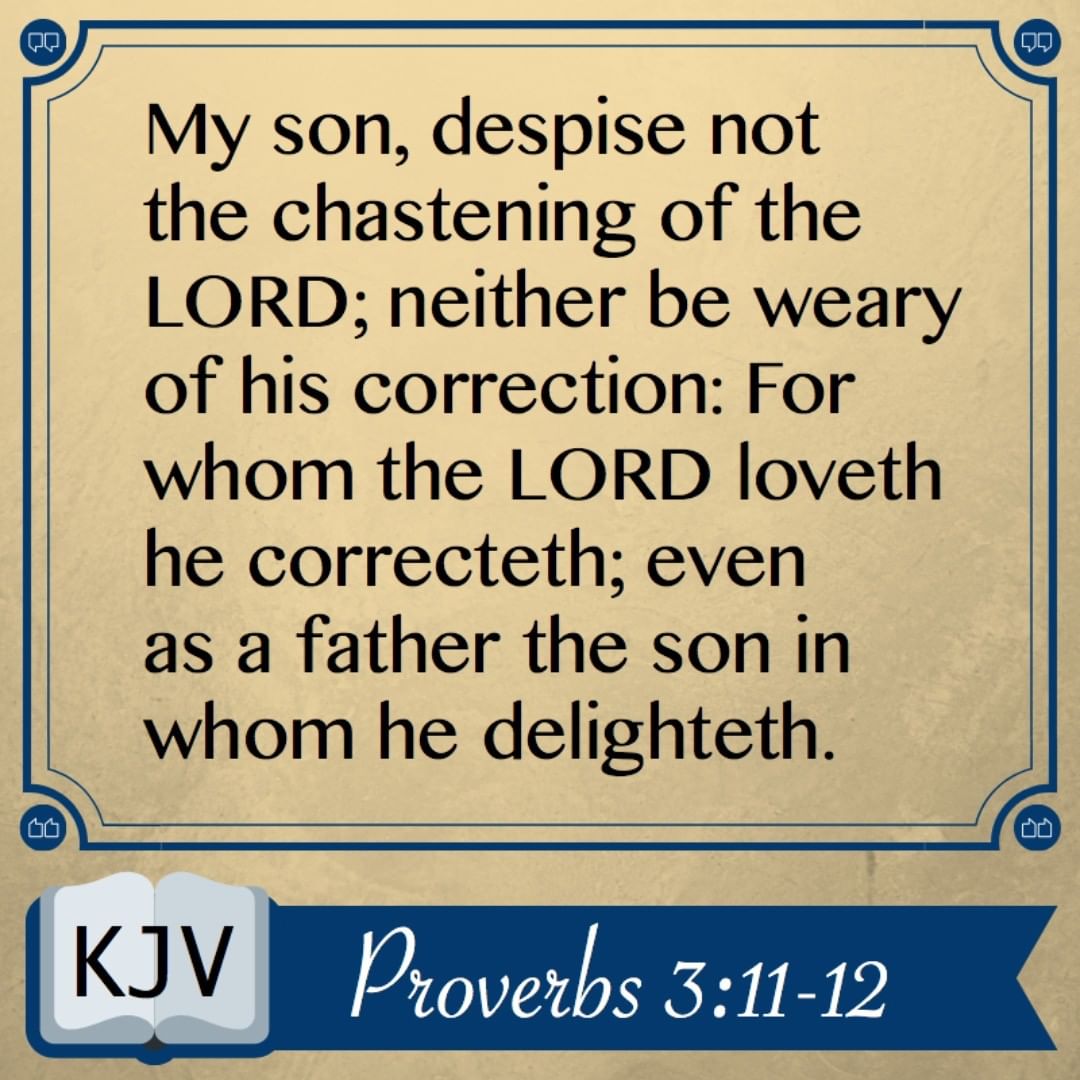 My son, despise not
the chastening of the
LORD; neither be weary
of his correction: For
whom the LORD loveth
he correcteth; even
as a father the son in
whom he delighteth.
KJV
Proverbs 3:11-12